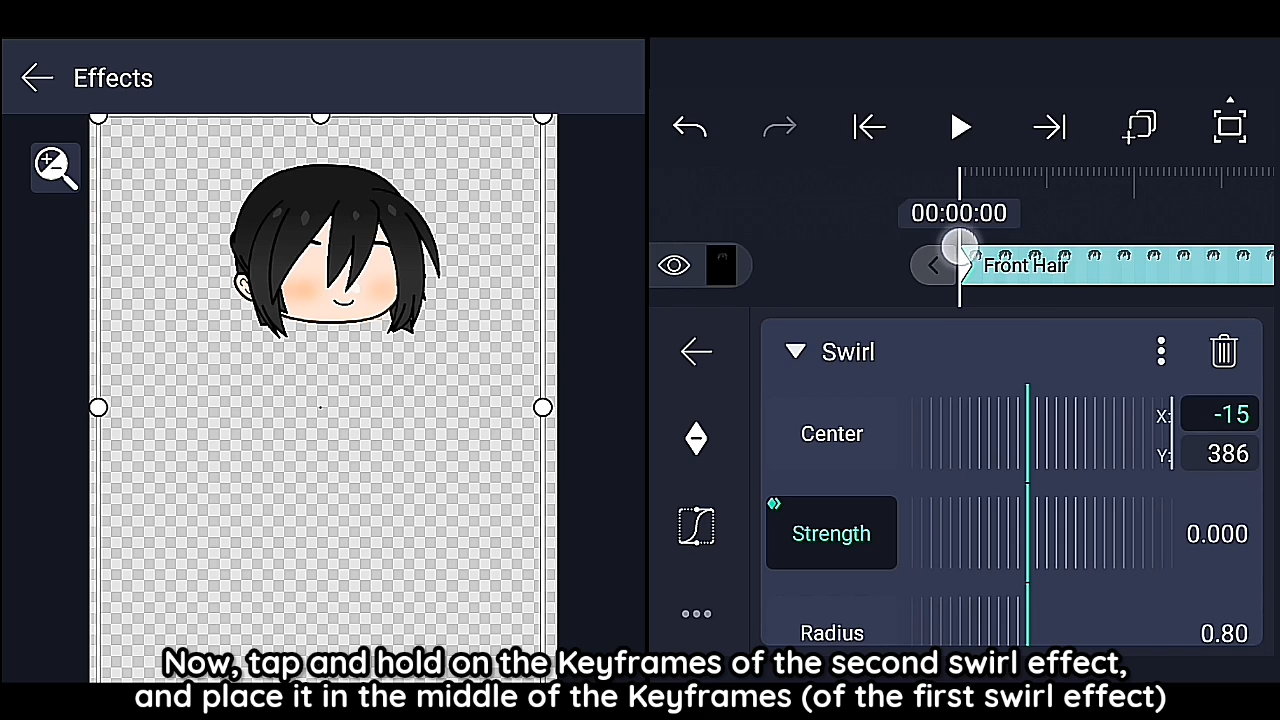 Effects
00:00:00
Front Hair
Swirl
Center
X: -15
Y: 386
Strength
0.000
Radius
0.80
Now, tap and hold on the Keyframes of the second swirl effect,
and place it in the middle of the Keyframes (of the first swirl effect)